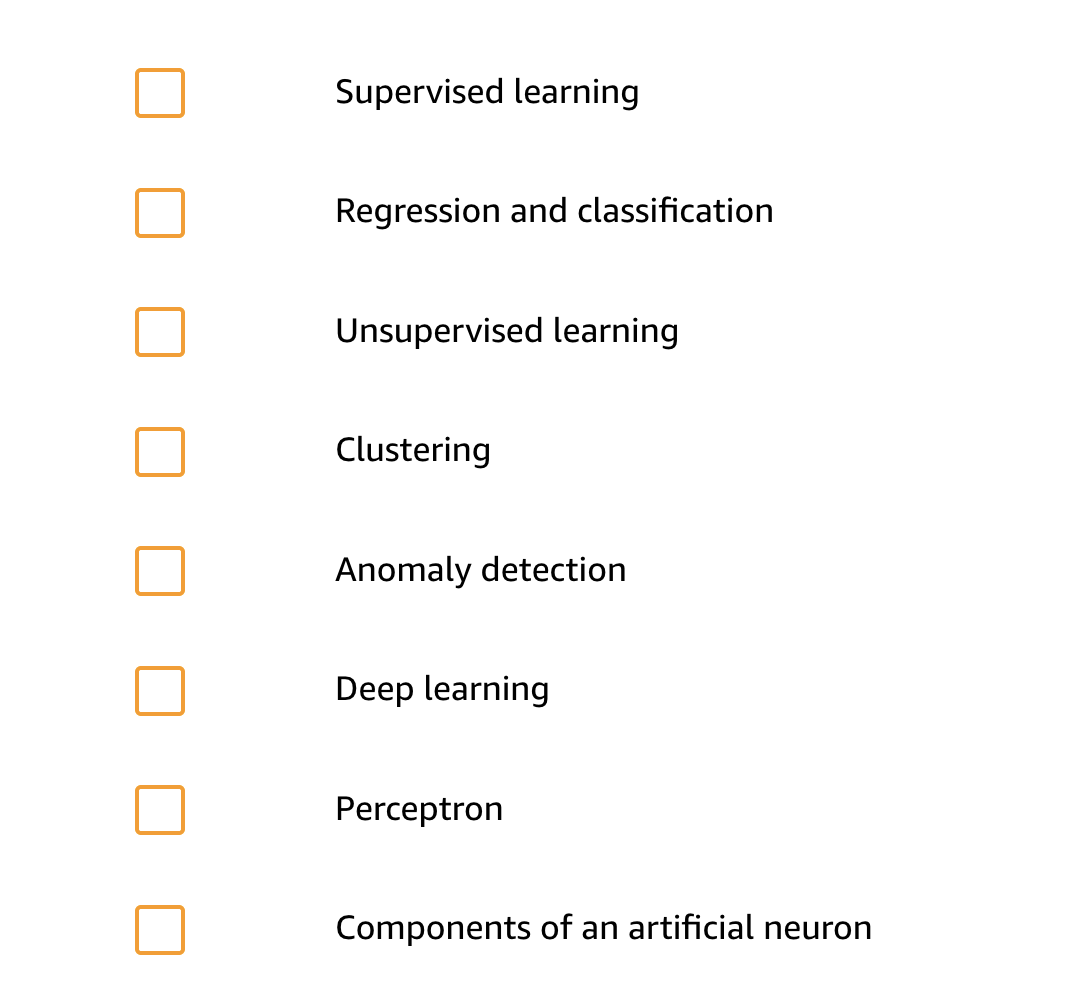 Supervised learning
Regression and classification
Unsupervised learning
Clustering
Anomaly detection
Deep learning
Perceptron
Components of an artificial neuron